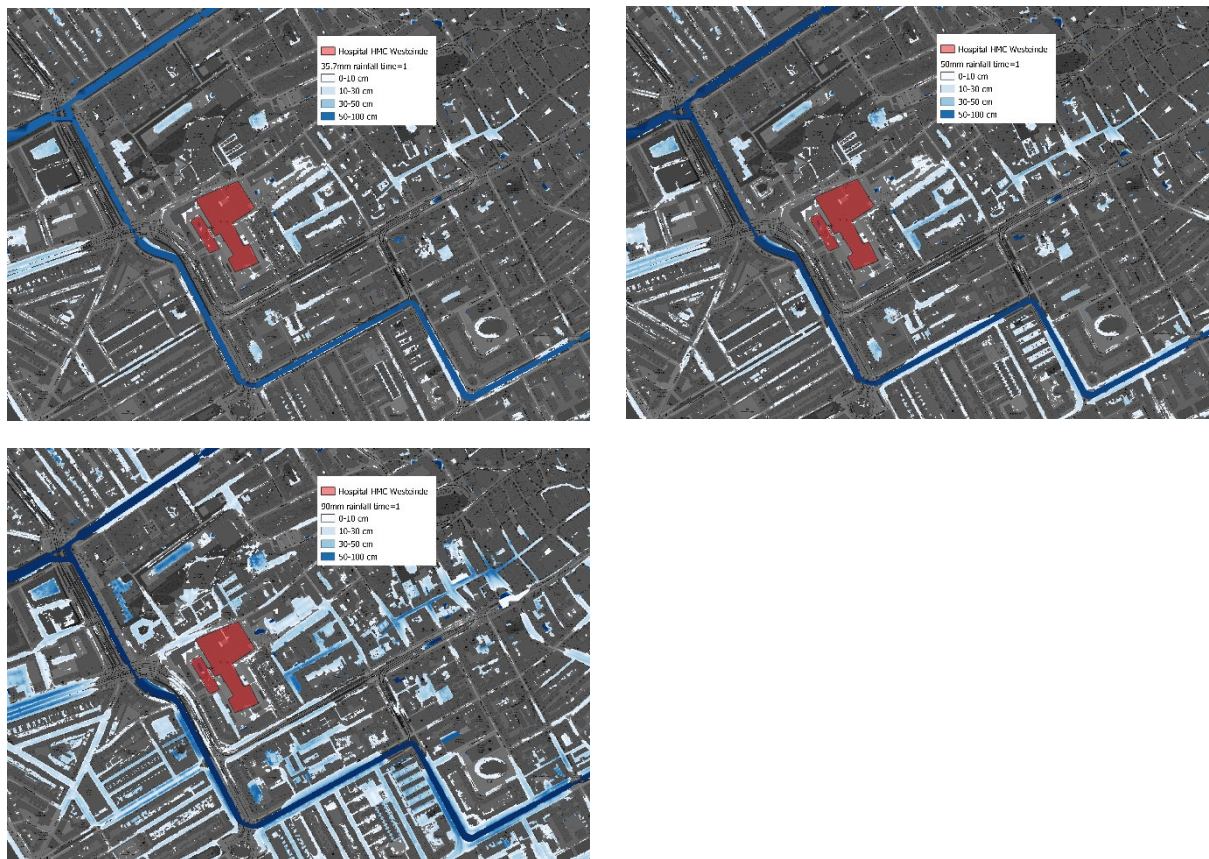 Hospital HMC Westeinde
35.7mm rainfall time=1
0-10 cm
10-30 cm
30-50 cm
50-100 cm
Hospital HMC Westeinde
50mm rainfall time=1
0-10 cm
10-30 cm
30-50 cm
50-100 cm
Hospital HMC Westeinde
90mm rainfall time=1
0-10 cm
10-30 cm
30-50 cm
50-100 cm